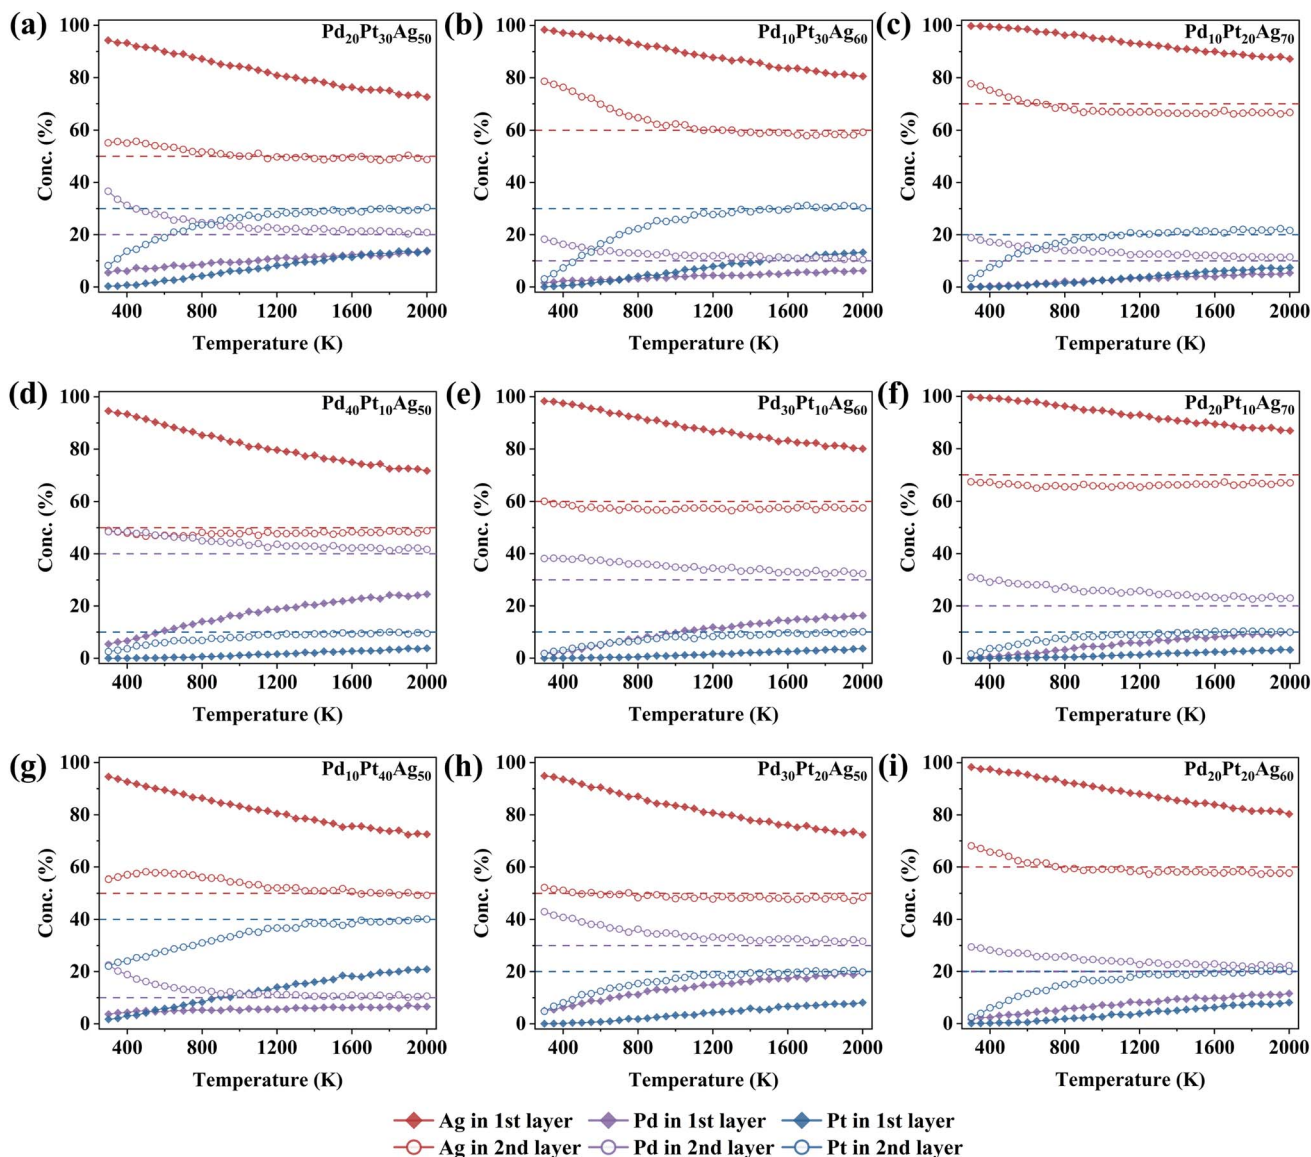 (a) Pd20Pt30Ag50
100
80
60
40
20
0
Conc. (%)
400 800 1200 1600 2000
Temperature (K)
(b) Pd10Pt30Ag60
100
80
60
40
20
0
Conc. (%)
400 800 1200 1600 2000
Temperature (K)
(c) Pd10Pt20Ag70
100
80
60
40
20
0
Conc. (%)
400 800 1200 1600 2000
Temperature (K)
(d) Pd40Pt10Ag50
100
80
60
40
20
0
Conc. (%)
400 800 1200 1600 2000
Temperature (K)
(e) Pd30Pt10Ag60
100
80
60
40
20
0
Conc. (%)
400 800 1200 1600 2000
Temperature (K)
(f) Pd20Pt10Ag70
100
80
60
40
20
0
Conc. (%)
400 800 1200 1600 2000
Temperature (K)
(g) Pd10Pt40Ag50
100
80
60
40
20
0
Conc. (%)
400 800 1200 1600 2000
Temperature (K)
(h) Pd30Pt20Ag50
100
80
60
40
20
0
Conc. (%)
400 800 1200 1600 2000
Temperature (K)
(i) Pd20Pt20Ag60
100
80
60
40
20
0
Conc. (%)
400 800 1200 1600 2000
Temperature (K)
Ag in 1st layer Pd in 1st layer Pt in 1st layer
Ag in 2nd layer Pd in 2nd layer Pt in 2nd layer